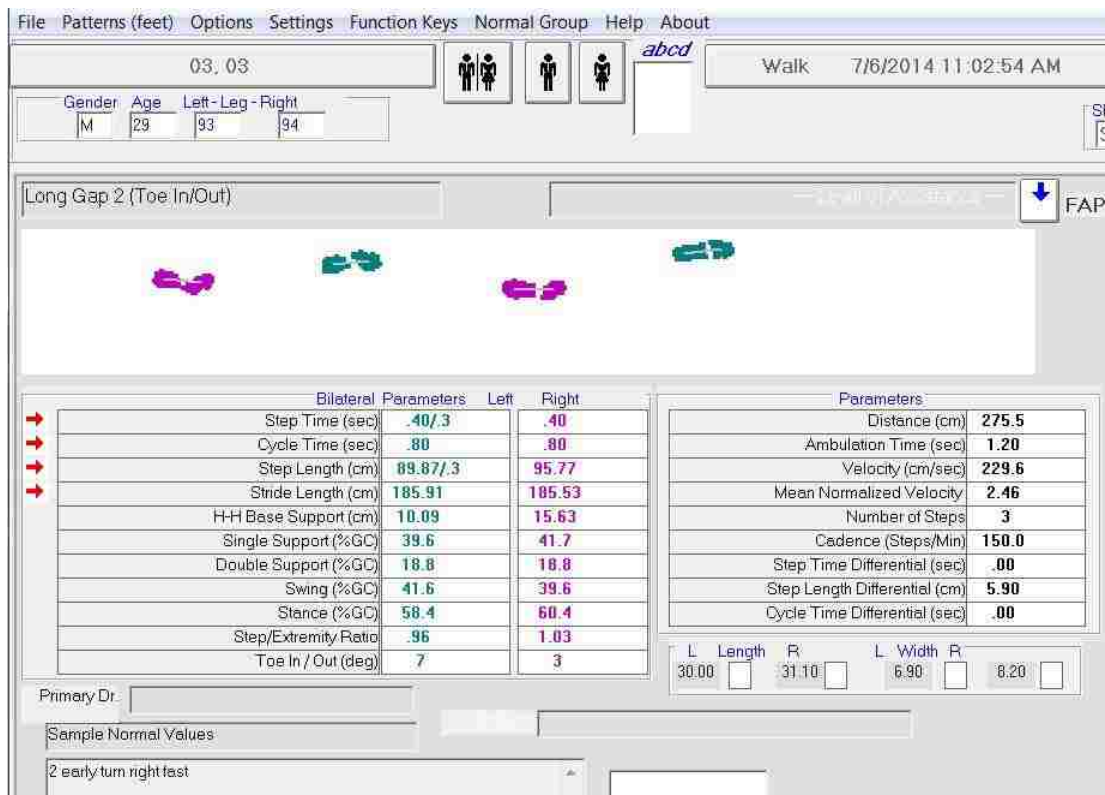 File Patterns (feet) Options Settings Function Keys Normal Group Help About
03, 03
abcd
Walk 7/6/2014 11:02:54 AM
Gender Age Left-Leg-Right
M 29 93 94
Long Gap 2 (Toe In/Out)
FAP
Bilateral Parameters Left Right
Step Time (sec) .40/.3 .40
Cycle Time (sec) .80 .80
Step Length (cm) 89.87/.3 95.77
Stride Length (cm) 185.91 185.53
H-H Base Support (cm) 10.09 15.63
Single Support (%GC) 39.6 41.7
Double Support (%GC) 18.8 18.8
Swing (%GC) 41.6 39.6
Stance (%GC) 58.4 60.4
Step/Extremity Ratio .96 1.03
Toe In / Out (deg) 7 3
Parameters
Distance (cm) 275.5
Ambulation Time (sec) 1.20
Velocity (cm/sec) 229.6
Mean Normalized Velocity 2.46
Number of Steps 3
Cadence (Steps/Min) 150.0
Step Time Differential (sec) .00
Step Length Differential (cm) 5.90
Cycle Time Differential (sec) .00
L Length R L Width R
30.00 31.10 6.90 8.20
Primary Dr.
Sample Normal Values
2 early turn right fast